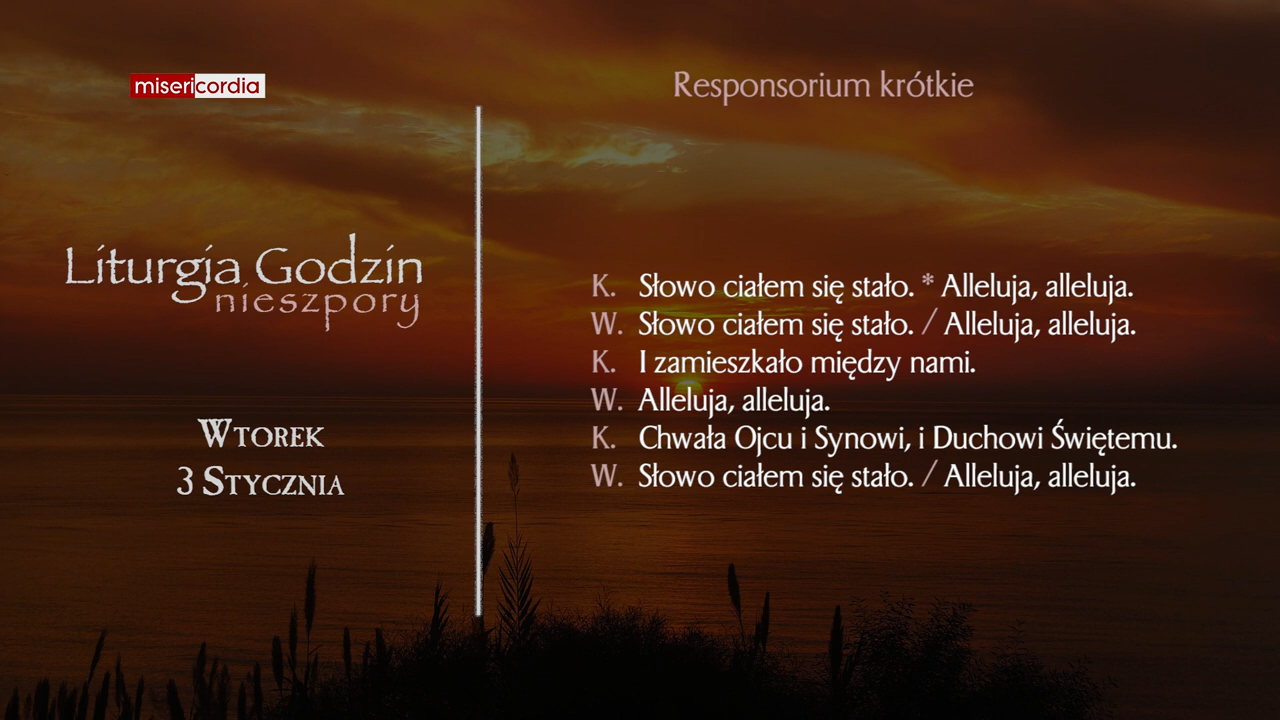 misericordia
Liturgia Godzin
nieszpory
Wtorek
3 Stycznia
Responsorium krótkie
K. Słowo ciałem się stało. * Alleluja, alleluja.
W. Słowo ciałem się stało. / Alleluja, alleluja.
K. I zamieszkało między nami.
W. Alleluja, alleluja.
K. Chwała Ojcu i Synowi, i Duchowi Świętemu.
W. Słowo ciałem się stało. / Alleluja, alleluja.